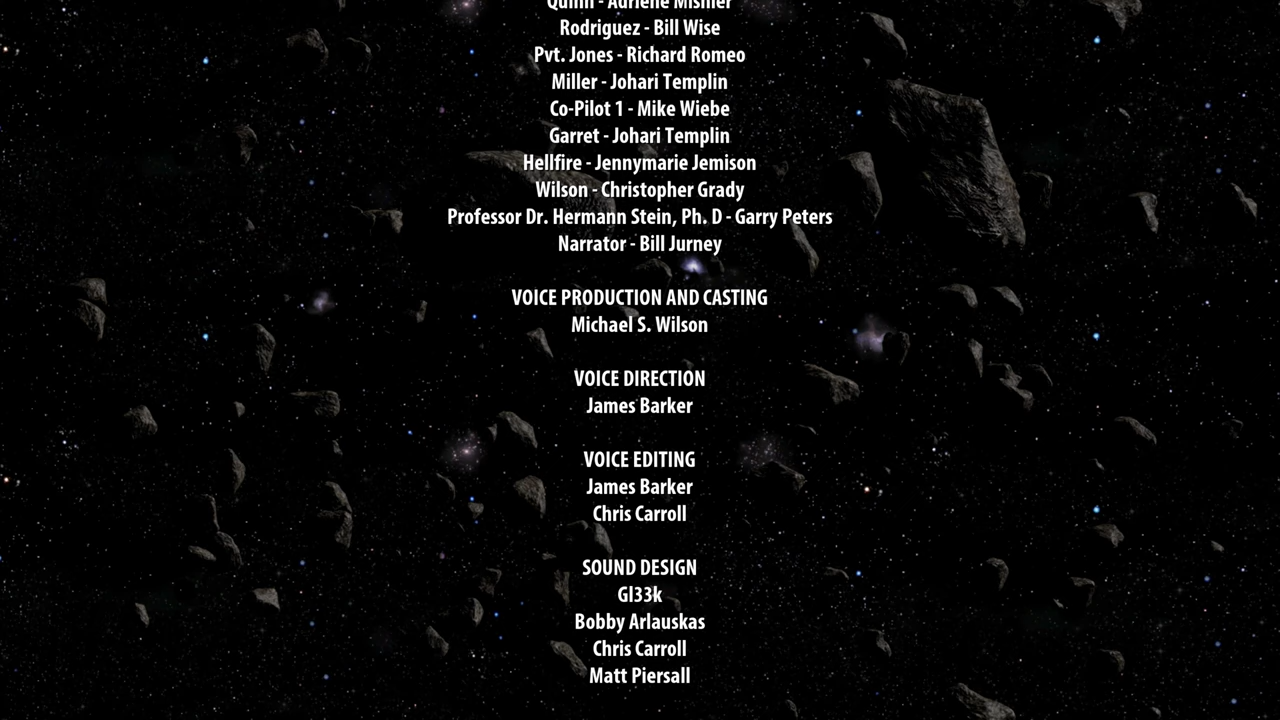 Quinn - Adriene Mishler
Rodriguez - Bill Wise
Pvt. Jones - Richard Romeo
Miller - Johari Templin
Co-Pilot 1 - Mike Wiebe
Garret - Johari Templin
Hellfire - Jennymarie Jemison
Wilson - Christopher Grady
Professor Dr. Hermann Stein, Ph. D - Garry Peters
Narrator - Bill Jurney
VOICE PRODUCTION AND CASTING
Michael S. Wilson
VOICE DIRECTION
James Barker
VOICE EDITING
James Barker
Chris Carroll
SOUND DESIGN
Gl33k
Bobby Arlauskas
Chris Carroll
Matt Piersall